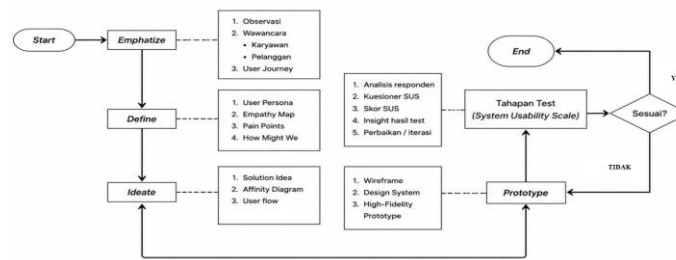 Start
Emphatize
1. Observasi
2. Wawancara
• Karyawan
• Pelanggan
3. User Journey
Define
1. User Persona
2. Empathy Map
3. Pain Points
4. How Might We
Ideate
1. Solution Idea
2. Affinity Diagram
3. User flow
End
1. Analisis responden
2. Kuesioner SUS
3. Skor SUS
4. Insight hasil test
5. Perbaikan / iterasi
Tahapan Test
(System Usability Scale)
Sesuai?
Y
TIDAK
1. Wireframe
2. Design System
3. High-Fidelity
Prototype
Prototype